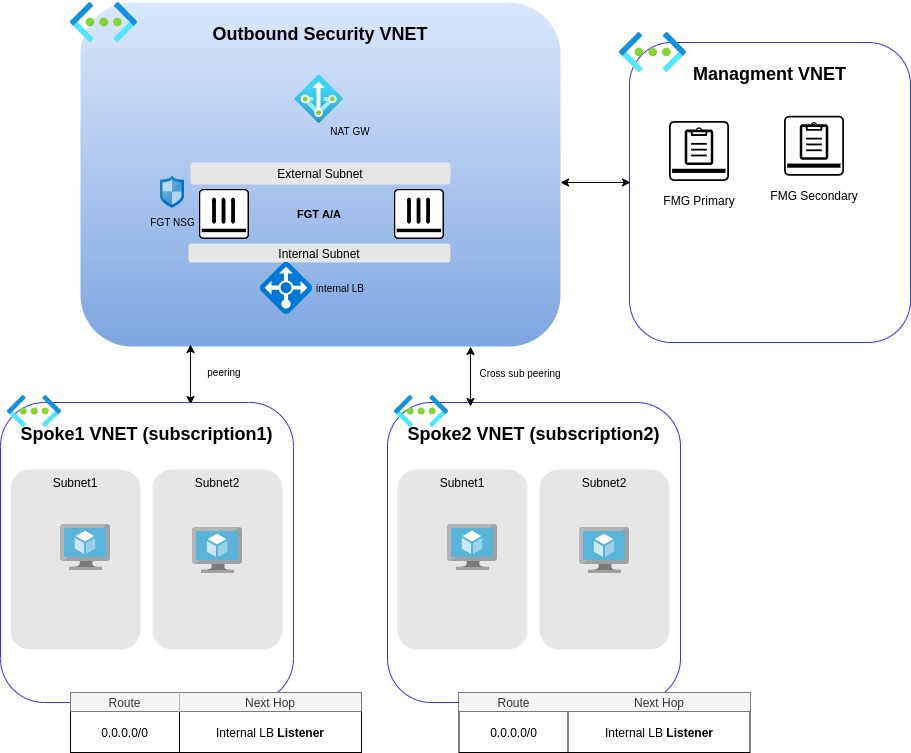 Outbound Security VNET
NAT GW
External Subnet
FGT NSG
FGT A/A
Internal Subnet
internal LB
Managment VNET
FMG Primary
FMG Secondary
peering
Cross sub peering
Spoke1 VNET (subscription1)
Subnet1
Subnet2
Route
Next Hop
0.0.0.0/0
Internal LB Listener
Spoke2 VNET (subscription2)
Subnet1
Subnet2
Route
Next Hop
0.0.0.0/0
Internal LB Listener